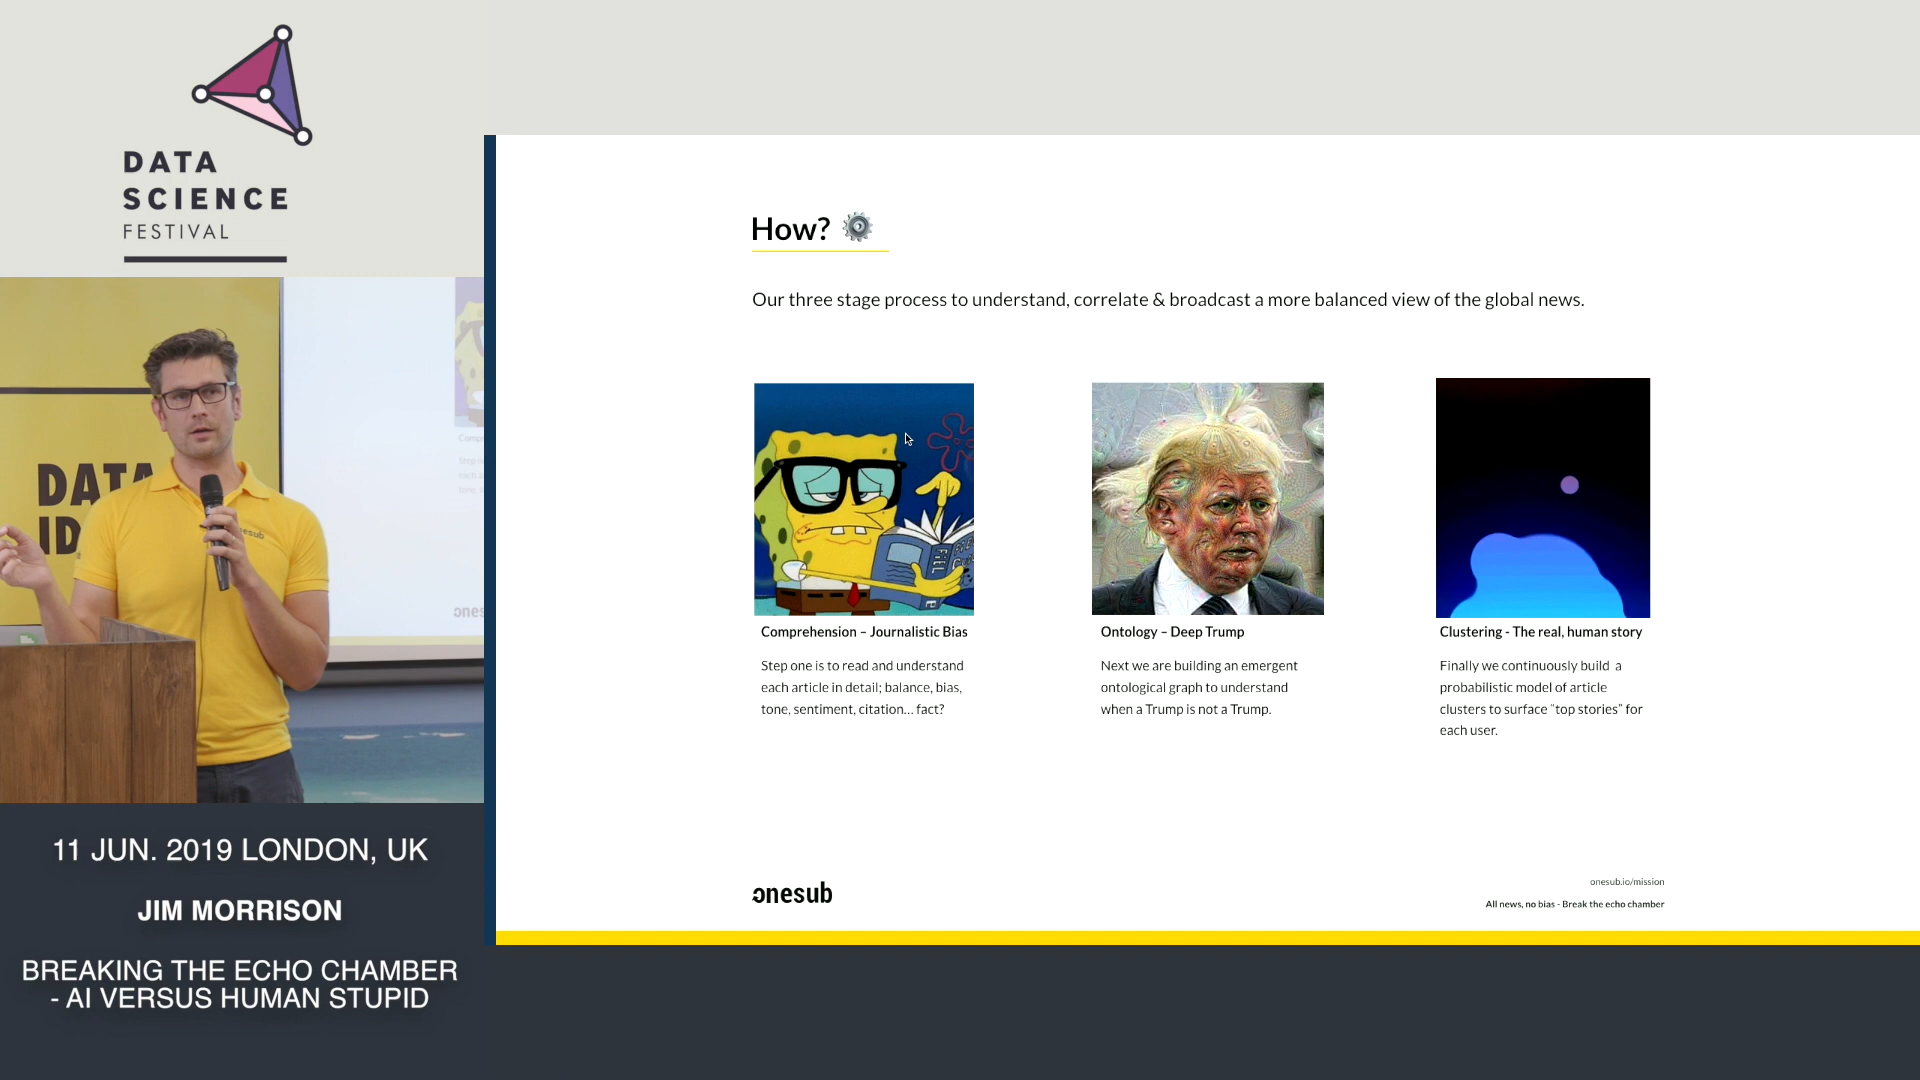 DATA
SCIENCE
FESTIVAL
DATA
ID
onesub
11 JUN. 2019 LONDON, UK
JIM MORRISON
BREAKING THE ECHO CHAMBER
- AI VERSUS HUMAN STUPID
How?
Our three stage process to understand, correlate & broadcast a more balanced view of the global news.
Comprehension – Journalistic Bias
Step one is to read and understand
each article in detail; balance, bias,
tone, sentiment, citation... fact?
Ontology – Deep Trump
Next we are building an emergent
ontological graph to understand
when a Trump is not a Trump.
Clustering - The real, human story
Finally we continuously build a
probabilistic model of article
clusters to surface "top stories" for
each user.
onesub
onesub.io/mission
All news, no bias - Break the echo chamber